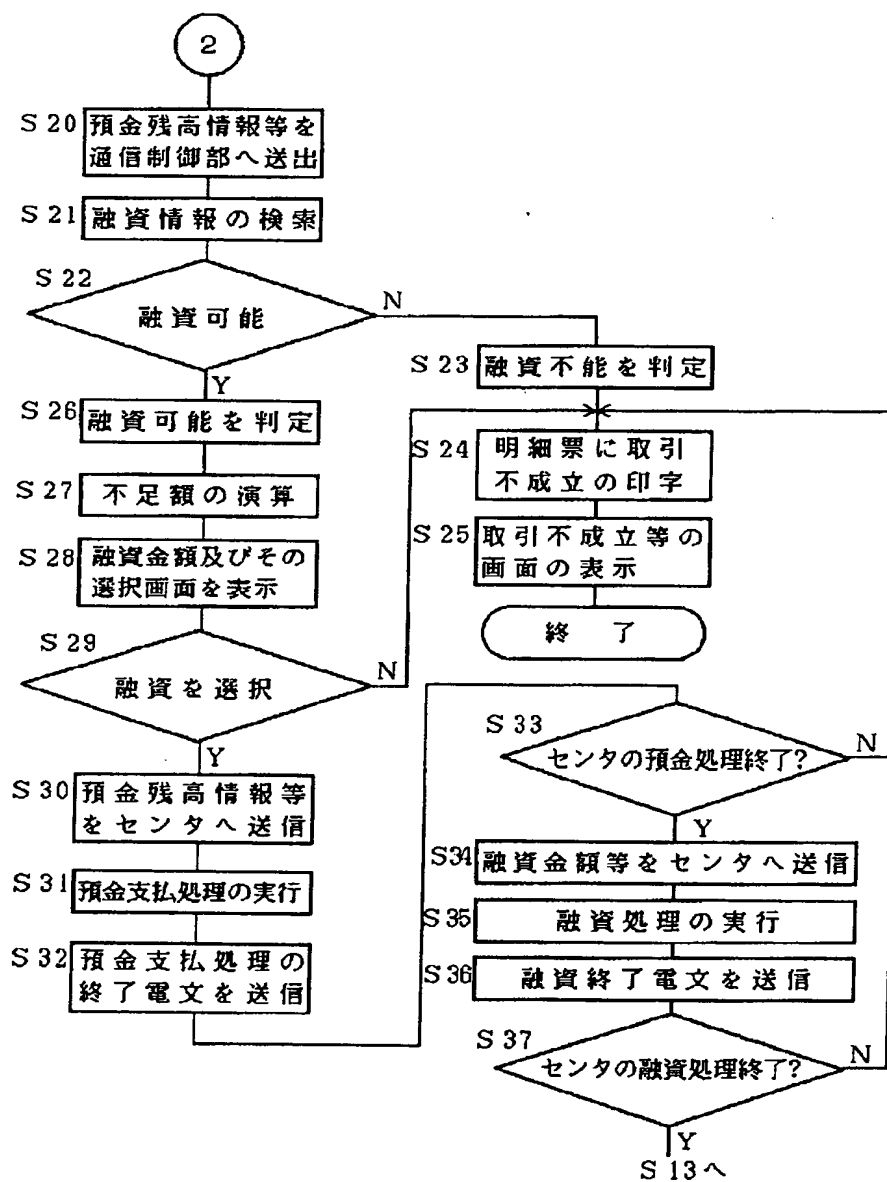 2
S 20
預金残高情報等を
通信制御部へ送出
S 21
融資情報の検索
S 22
融資可能
N
Y
S 23
融資不能を判定
S 24
明細票に取引
不成立の印字
S 25
取引不成立等の
画面の表示
終 了
S 26
融資可能を判定
S 27
不足額の演算
S 28
融資金額及びその
選択画面を表示
S 29
融資を選択
N
Y
S 30
預金残高情報等
をセンタへ送信
S 31
預金支払処理の実行
S 32
預金支払処理の
終了電文を送信
S 33
センタの預金処理終了?
N
Y
S34
融資金額等をセンタへ送信
S35
融資処理の実行
S36
融資終了電文を送信
S 37
センタの融資処理終了?
N
Y
S 13へ